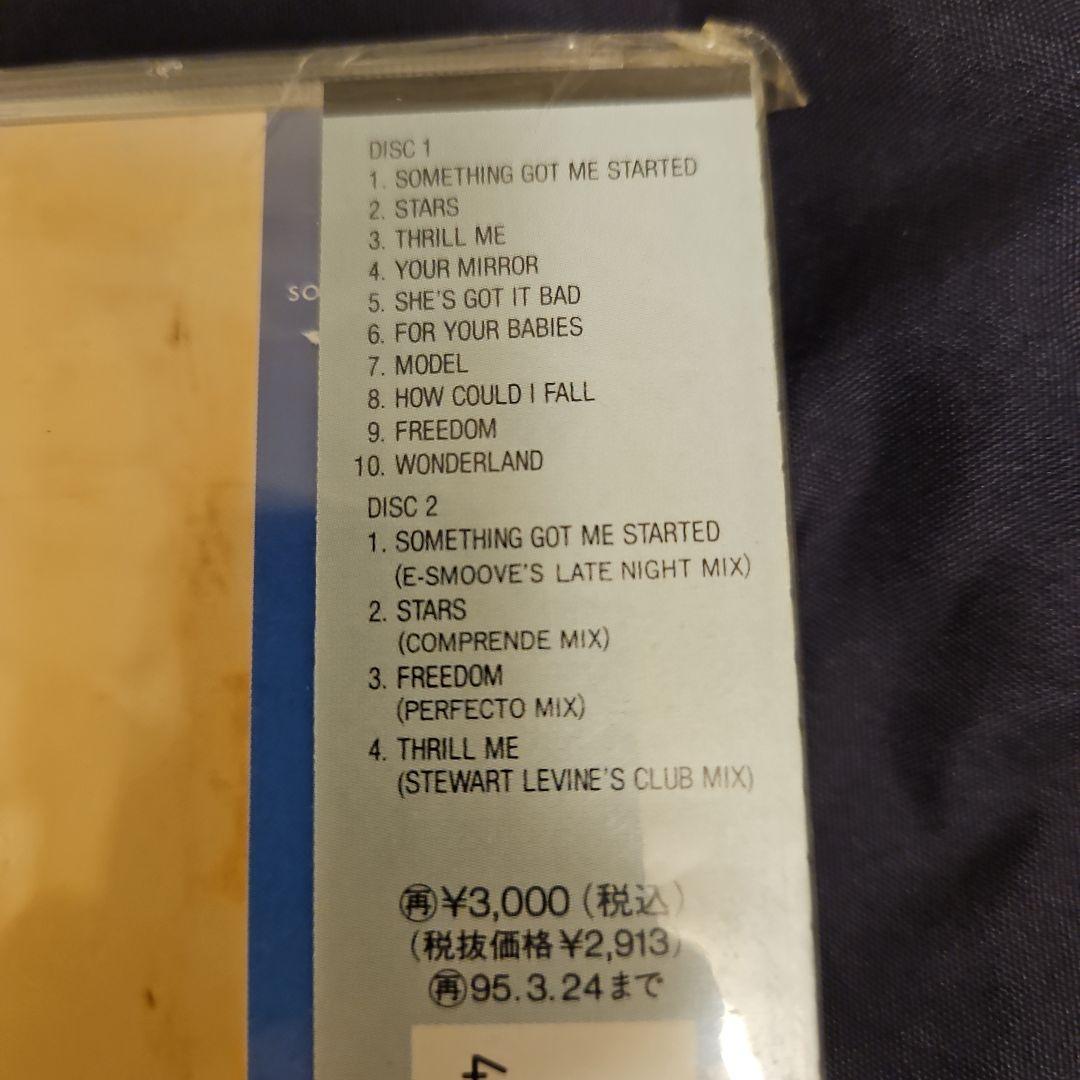 SO
DISC 1
1. SOMETHING GOT ME STARTED
2. STARS
3. THRILL ME
4. YOUR MIRROR
5. SHE'S GOT IT BAD
6. FOR YOUR BABIES
7. MODEL
8. HOW COULD I FALL
9. FREEDOM
10. WONDERLAND
DISC 2
1. SOMETHING GOT ME STARTED
(E-SMOOVE'S LATE NIGHT MIX)
2. STARS
(COMPRENDE MIX)
3. FREEDOM
(PERFECTO MIX)
4. THRILL ME
(STEWART LEVINE'S CLUB MIX)
㊢¥3,000(税込)
(税抜価格¥2,913)
㊢95.3.24まで
4